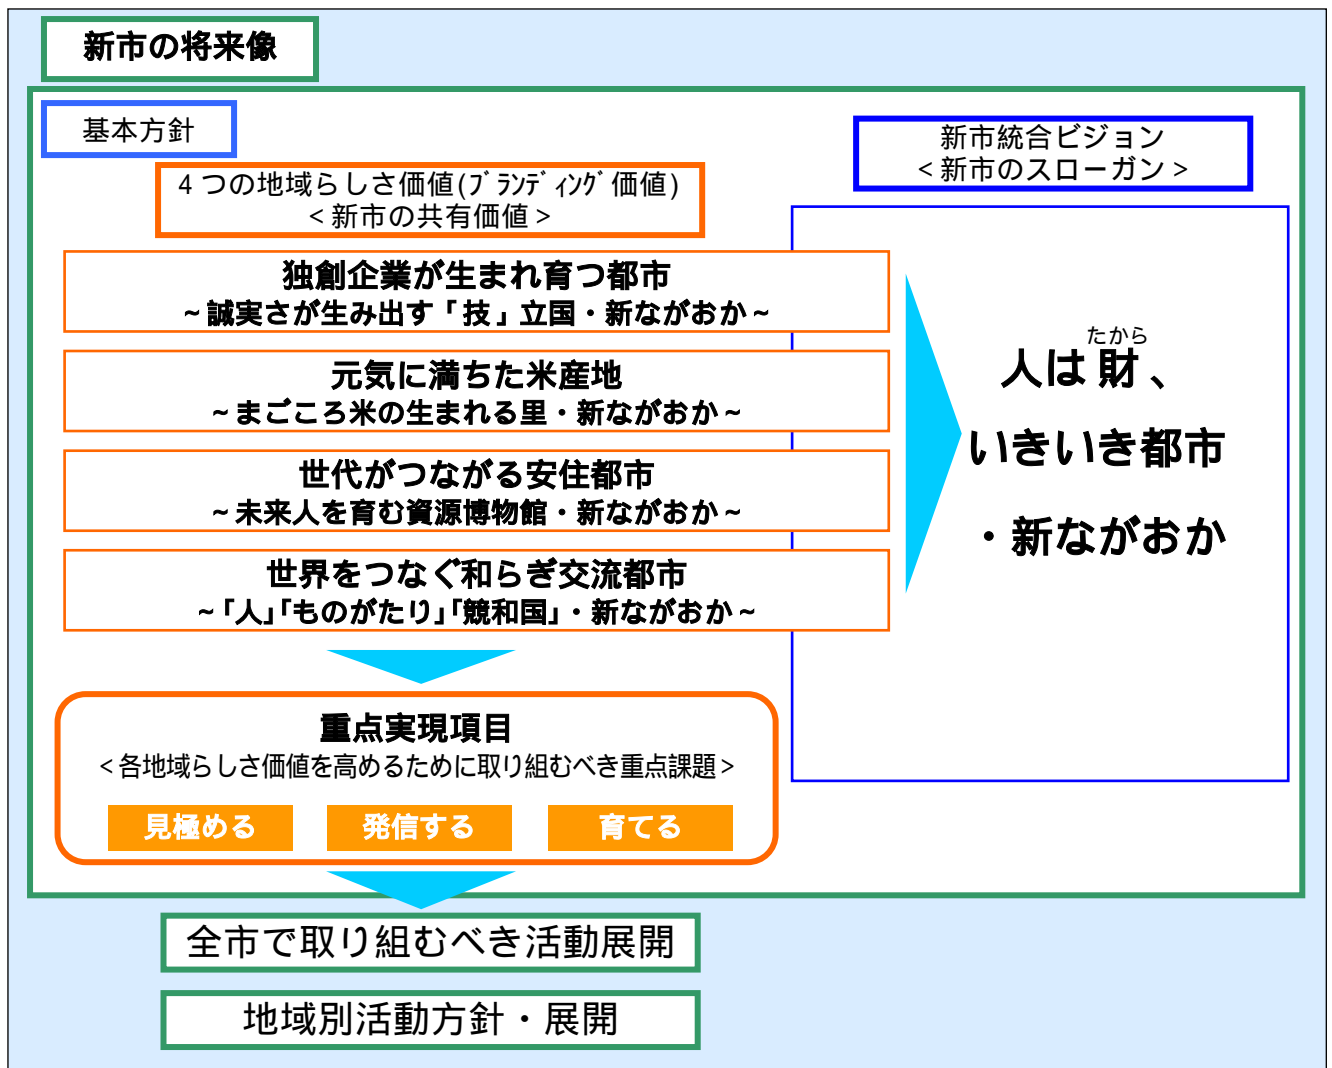 新市の将来像
基本方針
4つの地域らしさ価値(ﾌﾞﾗﾝﾃﾞｨﾝｸﾞ価値)
<新市の共有価値>
新市統合ビジョン
<新市のスローガン>
独創企業が生まれ育つ都市
~誠実さが生み出す「技」立国・新ながおか~
元気に満ちた米産地
~まごころ米の生まれる里・新ながおか~
世代がつながる安住都市
~未来人を育む資源博物館・新ながおか~
世界をつなぐ和らぎ交流都市
~「人」「ものがたり」「競和国」・新ながおか~
たから
人は財、
いきいき都市
・新ながおか
重点実現項目
<各地域らしさ価値を高めるために取り組むべき重点課題>
見極める
発信する
育てる
全市で取り組むべき活動展開
地域別活動方針・展開